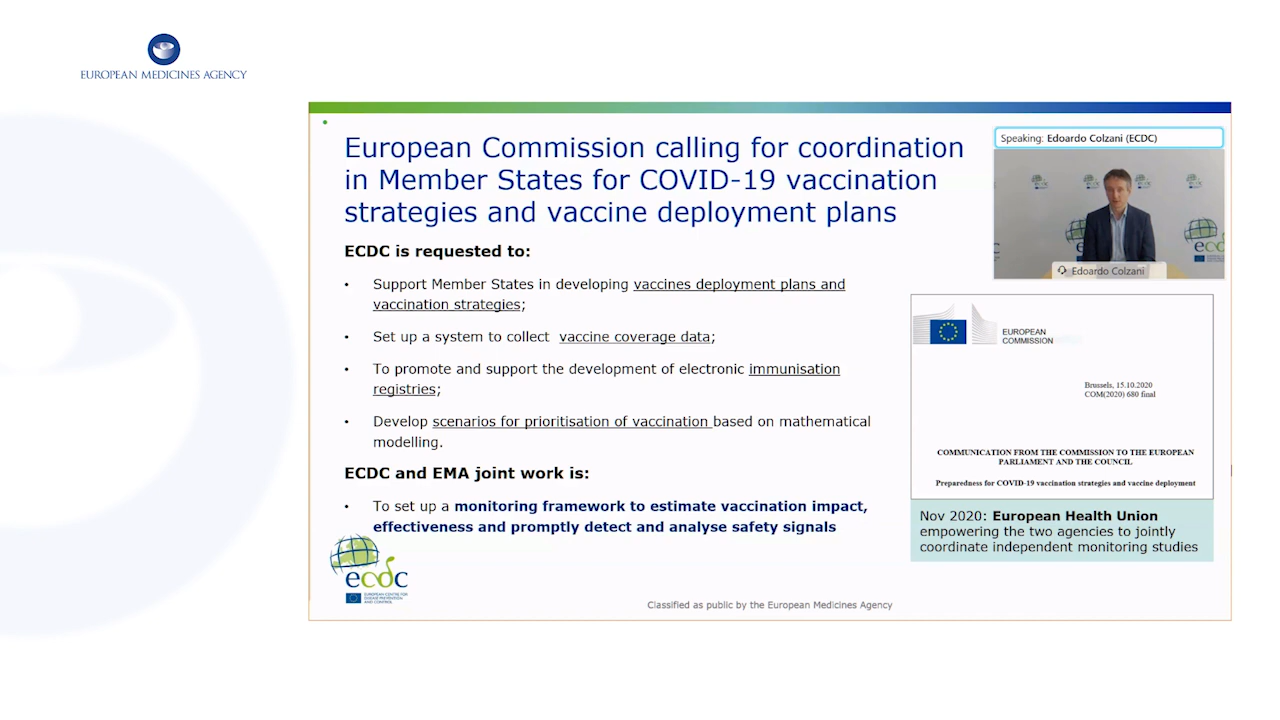 EUROPEAN MEDICINES AGENCY
European Commission calling for coordination
in Member States for COVID-19 vaccination
strategies and vaccine deployment plans
ECDC is requested to:
• Support Member States in developing vaccines deployment plans and
vaccination strategies;
• Set up a system to collect vaccine coverage data;
• To promote and support the development of electronic immunisation
registries;
• Develop scenarios for prioritisation of vaccination based on mathematical
modelling.
ECDC and EMA joint work is:
• To set up a monitoring framework to estimate vaccination impact,
effectiveness and promptly detect and analyse safety signals
ecdc
EUROPEAN CENTRE FOR
DISEASE PREVENTION
AND CONTROL
Classified as public by the European Medicines Agency
Speaking: Edoardo Colzani (ECDC)
Edoardo Colzani
EUROPEAN
COMMISSION
Brussels, 15.10.2020
COM(2020) 680 final
COMMUNICATION FROM THE COMMISSION TO THE EUROPEAN
PARLIAMENT AND THE COUNCIL
Preparedness for COVID-19 vaccination strategies and vaccine deployment
Nov 2020: European Health Union
empowering the two agencies to jointly
coordinate independent monitoring studies